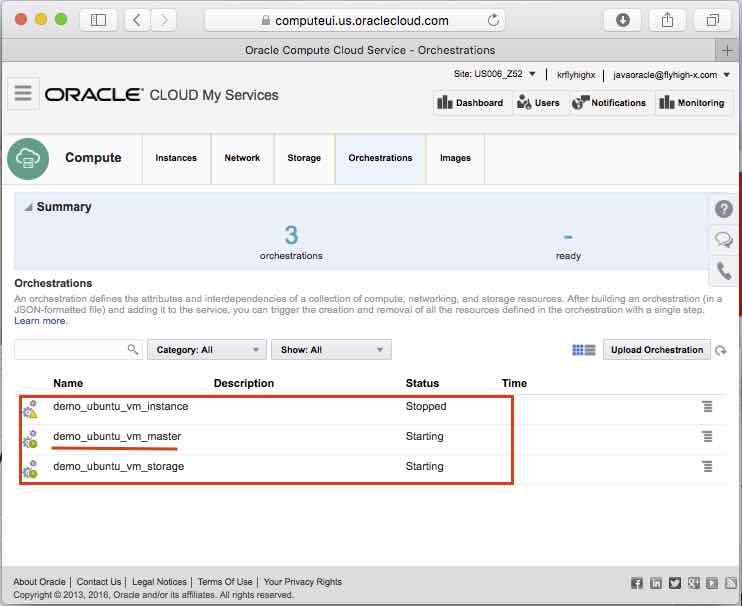 computeui.us.oraclecloud.com
Oracle Compute Cloud Service - Orchestrations
Site: US006_Z52 krflyhighx javaoracle@flyhigh-x.com
ORACLE CLOUD My Services
Dashboard Users Notifications Monitoring
Compute Instances Network Storage Orchestrations Images
Summary
3 -
orchestrations ready
Orchestrations
An orchestration defines the attributes and interdependencies of a collection of compute, networking, and storage resources. After building an orchestration (in a
JSON-formatted file) and adding it to the service, you can trigger the creation and removal of all the resources defined in the orchestration with a single step.
Learn more.
Category: All Show: All Upload Orchestration
Name Description Status Time
demo_ubuntu_vm_instance Stopped
demo_ubuntu_vm_master Starting
demo_ubuntu_vm_storage Starting
About Oracle | Contact Us | Legal Notices | Terms Of Use | Your Privacy Rights
Copyright © 2013, 2016, Oracle and/or its affiliates. All rights reserved.